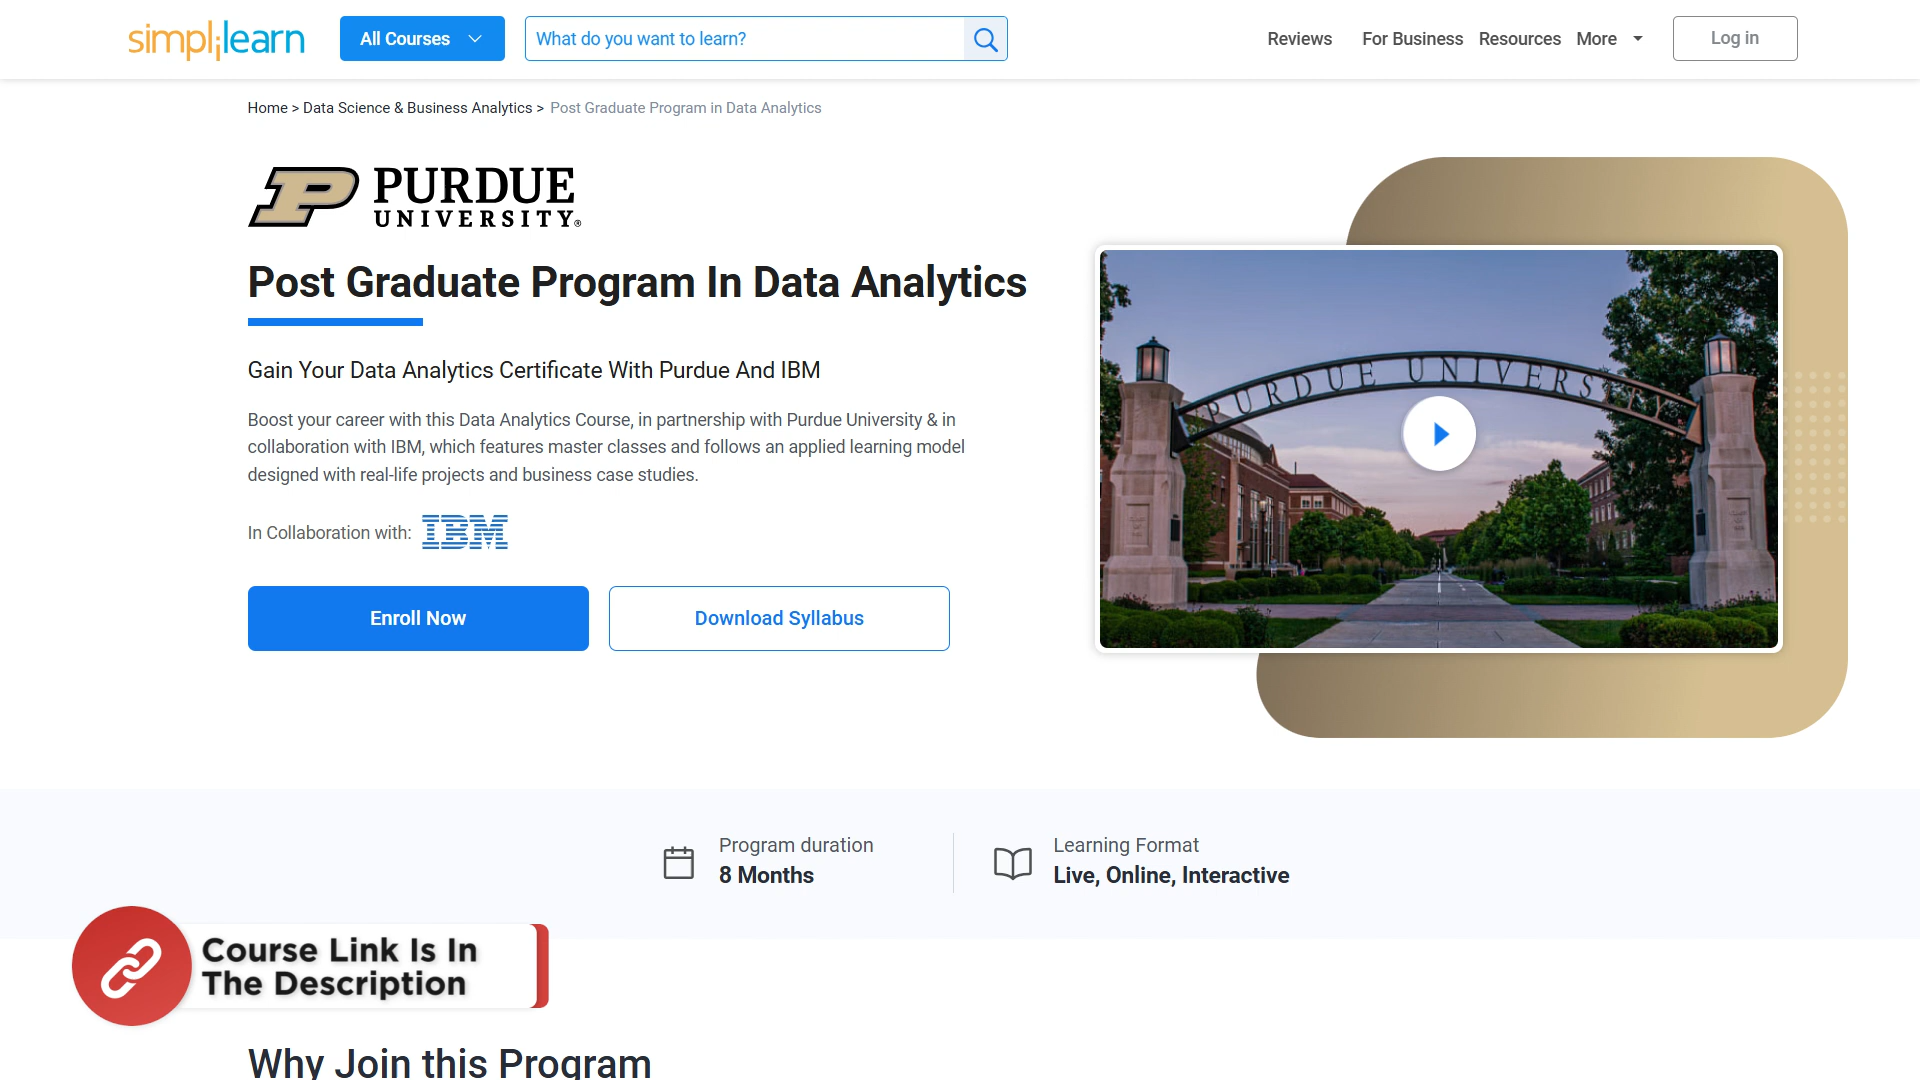 simplilearn
All Courses
What do you want to learn?
Reviews
For Business
Resources
More
Log in
Home > Data Science & Business Analytics > Post Graduate Program in Data Analytics
PURDUE
UNIVERSITY®
Post Graduate Program In Data Analytics
Gain Your Data Analytics Certificate With Purdue And IBM
Boost your career with this Data Analytics Course, in partnership with Purdue University & in
collaboration with IBM, which features master classes and follows an applied learning model
designed with real-life projects and business case studies.
In Collaboration with: IBM
Enroll Now
Download Syllabus
PURDUE UNIVERSITY
Program duration
8 Months
Learning Format
Live, Online, Interactive
Course Link Is In
The Description
Why Join this Program